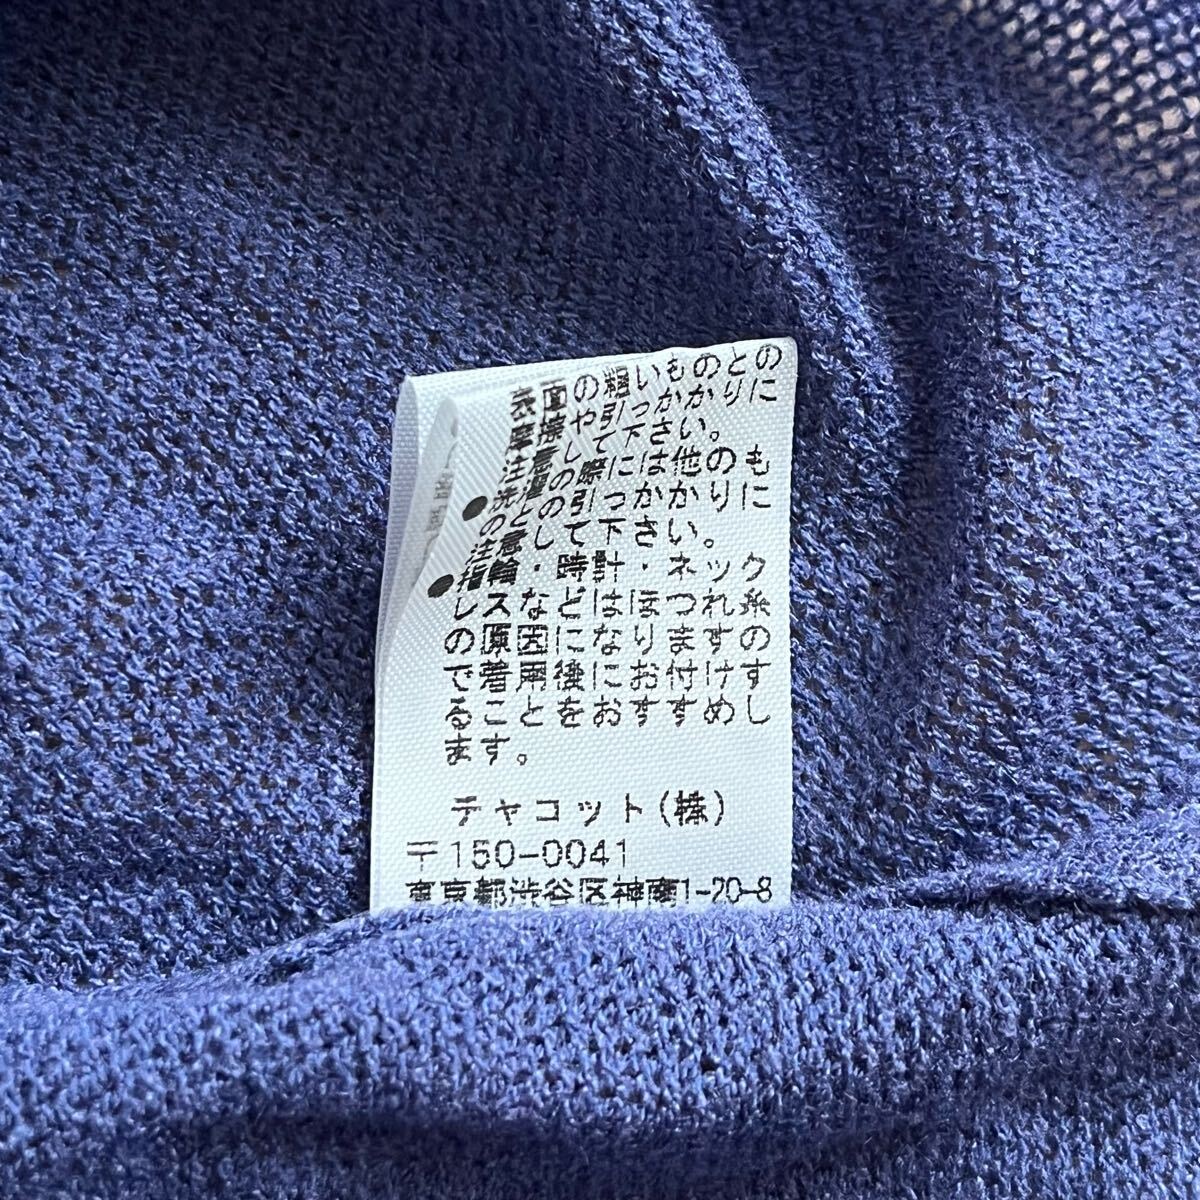 表面の粗いものとの
摩擦や引っかかりに
注意して下さい。
●洗濯の際には他のも
のとの引っかかりに
注意して下さい。
●指輪・時計・ネック
レスなどはほつれ糸
の原因になりますの
で着用後にお付けす
ることをおすすめし
ます。
チャコット(株)
〒150-0041
東京都渋谷区神南1-20-8